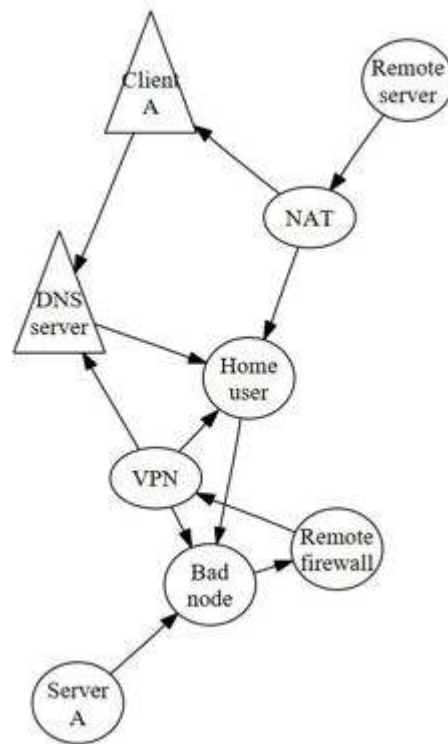 Client
A
Remote
server
NAT
DNS
server
Home
user
VPN
Remote
firewall
Bad
node
Server
A